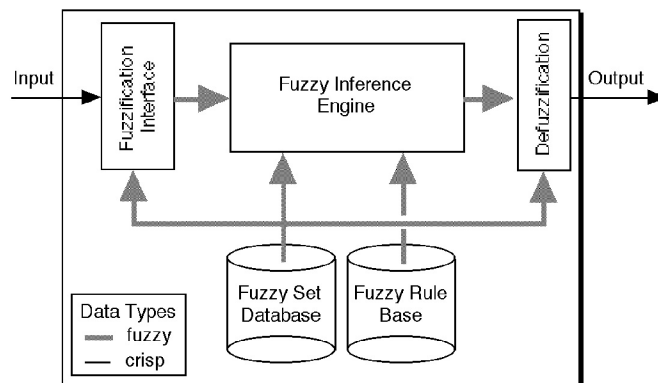 Input
Fuzzification
Interface
Fuzzy Inference
Engine
Defuzzification
Output
Fuzzy Set
Database
Fuzzy Rule
Base
Data Types
fuzzy
crisp